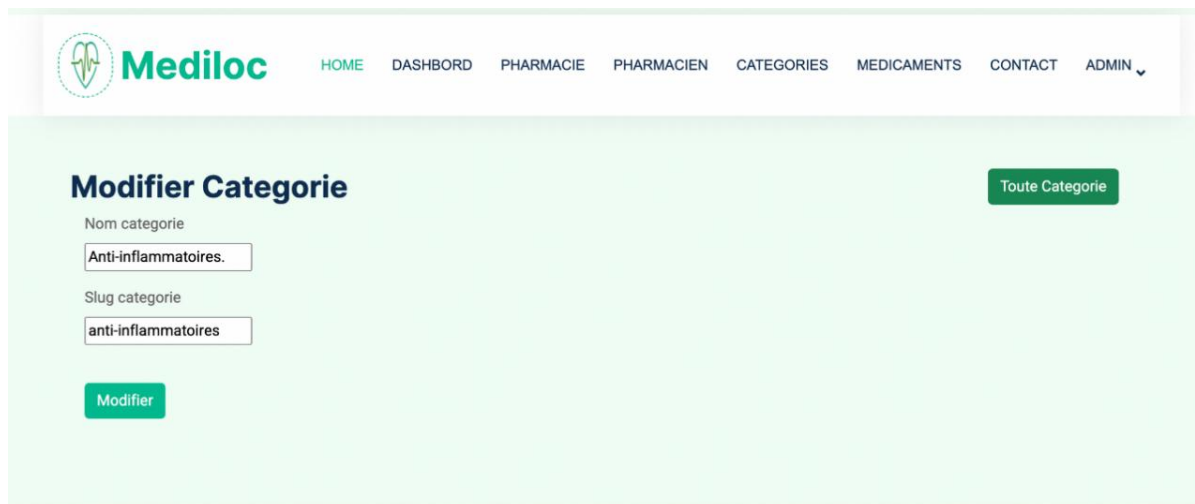 Mediloc HOME DASHBORD PHARMACIE PHARMACIEN CATEGORIES MEDICAMENTS CONTACT ADMIN
Modifier Categorie
Toute Categorie
Nom categorie
Anti-inflammatoires.
Slug categorie
anti-inflammatoires
Modifier